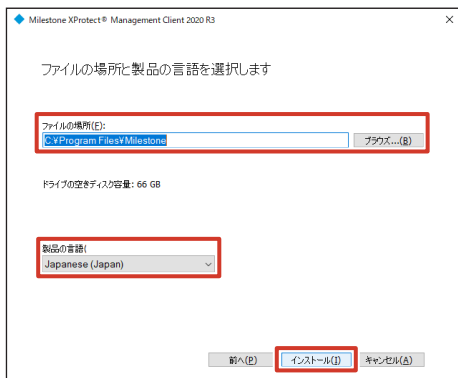 Milestone XProtect® Management Client 2020 R3
ファイルの場所と製品の言語を選択します
ファイルの場所(F):
C:¥Program Files¥Milestone
ブラウズ...(B)
ドライブの空きディスク容量: 66 GB
製品の言語(
Japanese (Japan)
前へ(P) インストール(I) キャンセル(A)